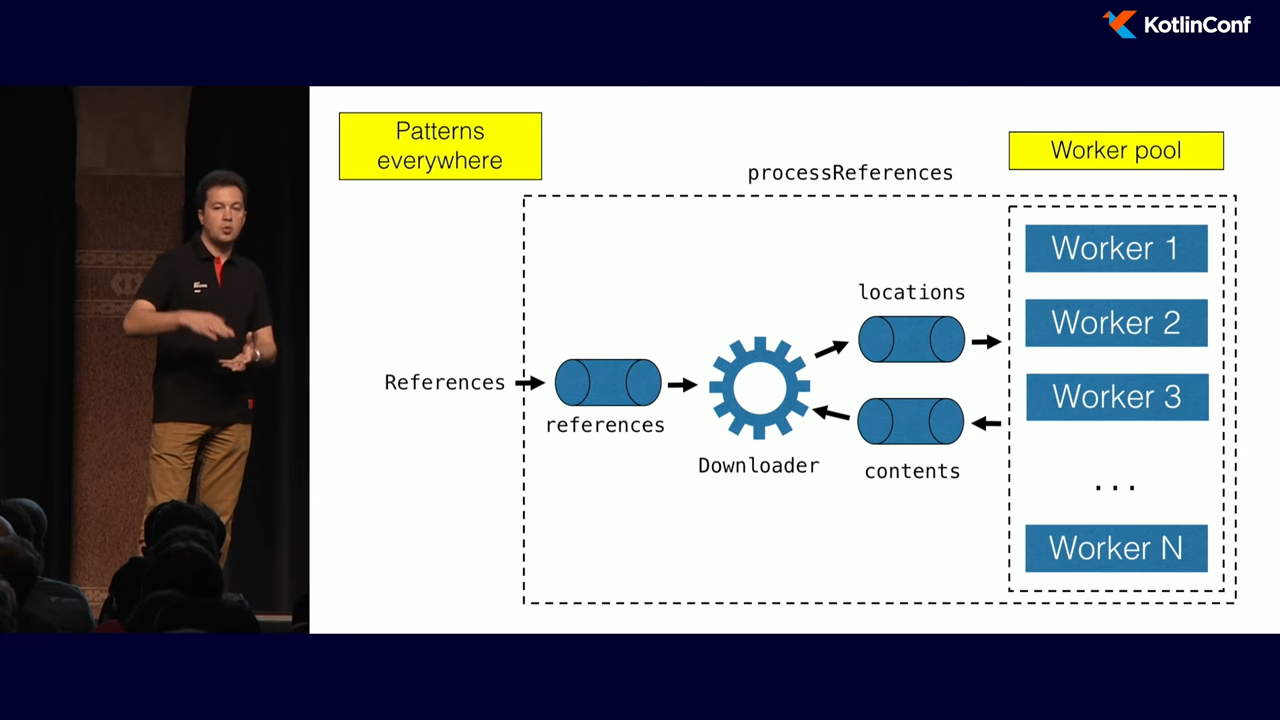 KotlinConf
Patterns
everywhere
Worker pool
processReferences
Worker 1
locations
Worker 2
References
references
Worker 3
Downloader
contents
...
Worker N